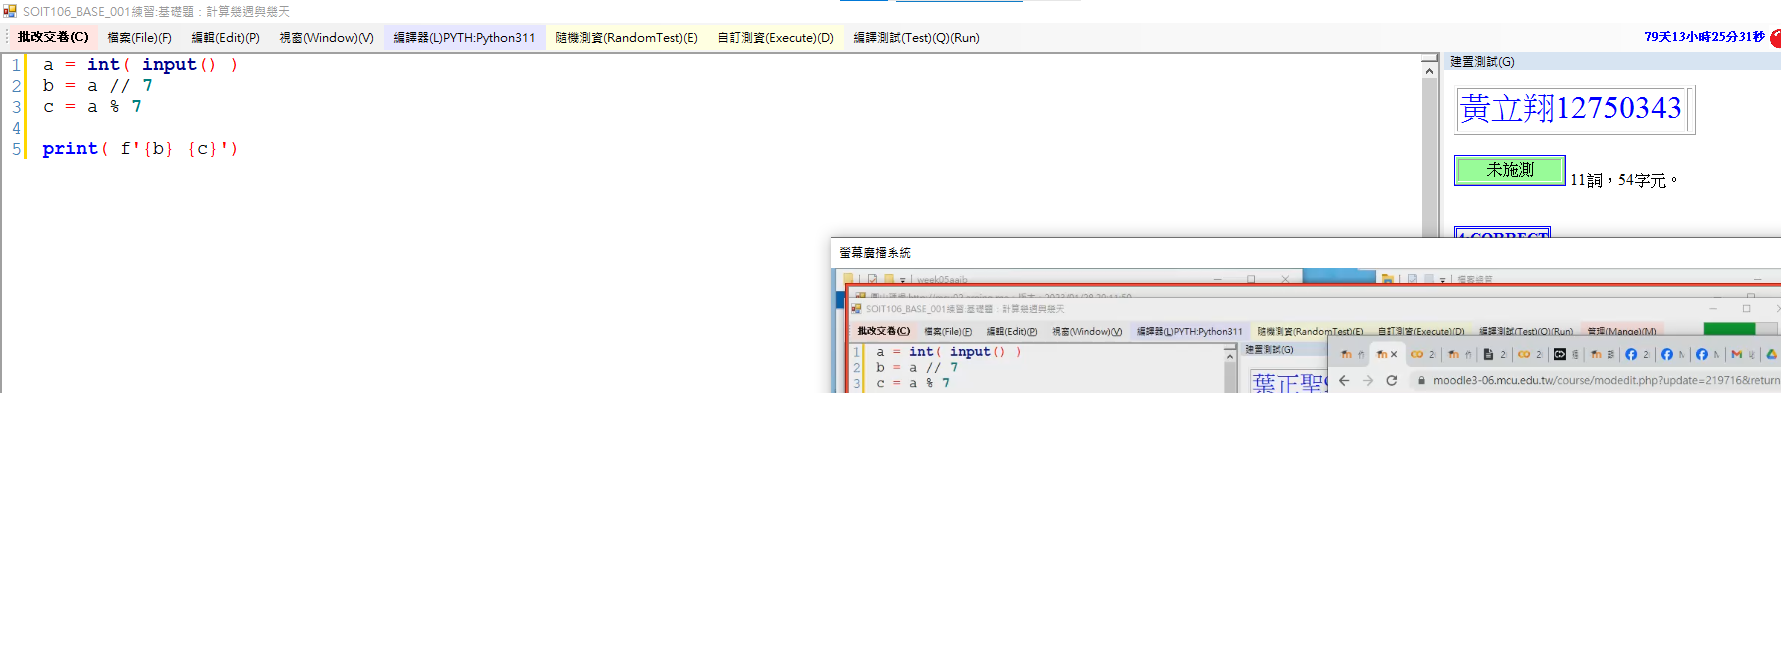 SOIT106_BASE_001練習:基礎題：計算幾週與幾天
批改交卷(C) 檔案(File)(F) 編輯(Edit)(P) 視窗(Window)(V) 編譯器(L)PYTH:Python311 隨機測資(RandomTest)(E) 自訂測資(Execute)(D) 編譯測試(Test)(Q)(Run) 79天13小時25分31秒
1 a = int( input() )
2 b = a // 7
3 c = a % 7
4
5 print( f'{b} {c}')
建置測試(G)
黃立翔12750343
未施測 11詞，54字元。
螢幕廣播系統
week05aaib
SOIT106_BASE_001練習:基礎題：計算幾週與幾天
批改交卷(C) 檔案(File)(F) 編輯(Edit)(P) 視窗(Window)(V) 編譯器(L)PYTH:Python311 隨機測資(RandomTest)(E) 自訂測資(Execute)(D) 編譯測試(Test)(Q)(Run) 管理(Mange)(M)
1 a = int( input() )
2 b = a // 7
3 c = a % 7
建置測試(G)
葉正聖
moodle3-06.mcu.edu.tw/course/modedit.php?update=219716&return